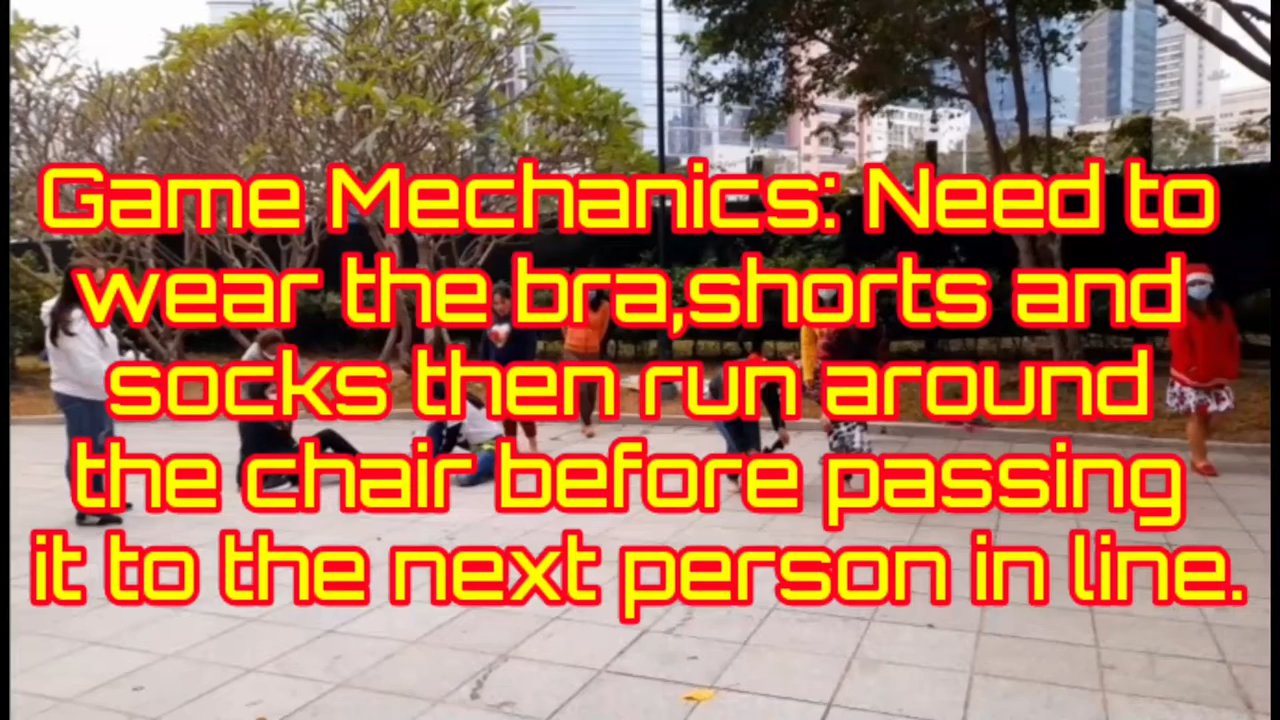 Game Mechanics: Need to
wear the bra,shorts and
socks then run around
the chair before passing
it to the next person in line.